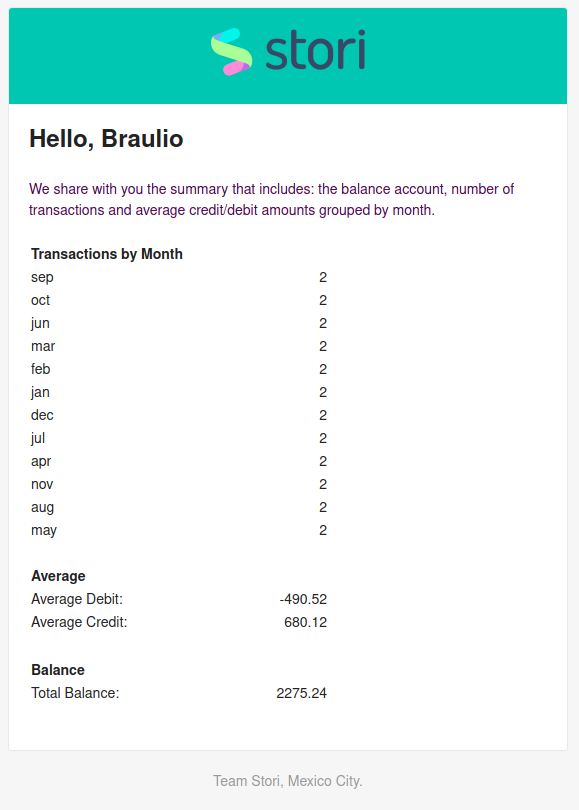 stori
Hello, Braulio
We share with you the summary that includes: the balance account, number of
transactions and average credit/debit amounts grouped by month.
Transactions by Month
sep 2
oct 2
jun 2
mar 2
feb 2
jan 2
dec 2
jul 2
apr 2
nov 2
aug 2
may 2
Average
Average Debit: -490.52
Average Credit: 680.12
Balance
Total Balance: 2275.24
Team Stori, Mexico City.